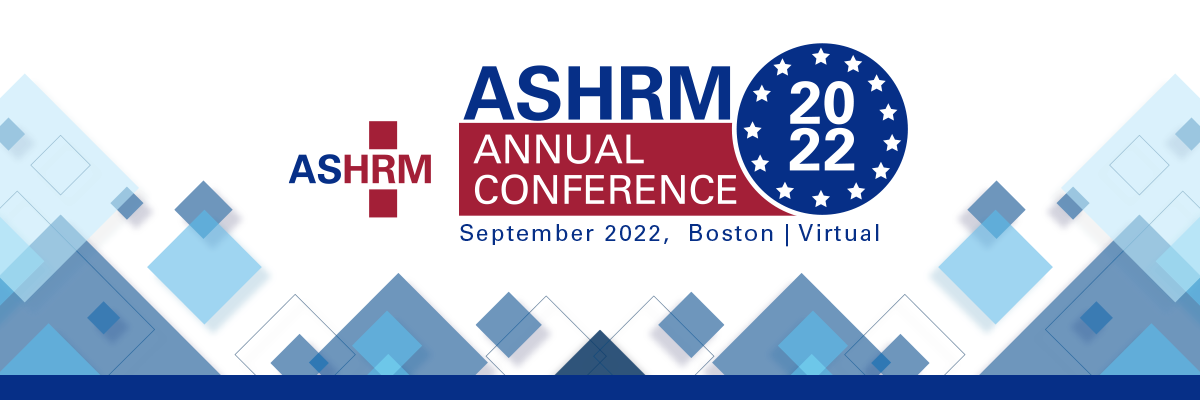 ASHRM
ASHRM
ANNUAL
CONFERENCE
20
22
September 2022, Boston | Virtual